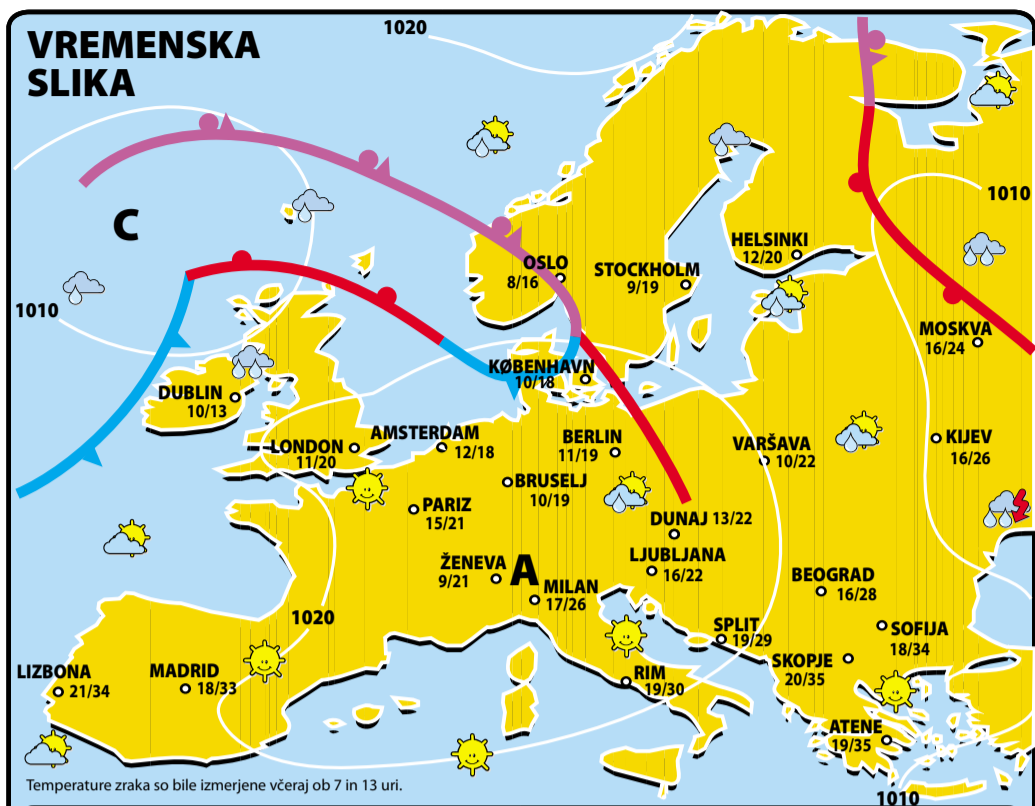 VREMENSKA
SLIKA
1020
1010
C
HELSINKI
12/20
OSLO
8/16
STOCKHOLM
9/19
1010
MOSKVA
16/24
KØBENHAVN
10/18
DUBLIN
10/13
LONDON
11/20
AMSTERDAM
12/18
BERLIN
11/19
VARŠAVA
10/22
KIJEV
16/26
BRUSELJ
10/19
PARIZ
15/21
DUNAJ 13/22
LJUBLJANA
16/22
ŽENEVA
9/21
A
MILAN
17/26
BEOGRAD
16/28
1020
SPLIT
19/29
SOFIJA
18/34
LIZBONA
21/34
MADRID
18/33
RIM
19/30
SKOPJE
20/35
ATENE
19/35
Temperature zraka so bile izmerjene včeraj ob 7 in 13 uri.
1010